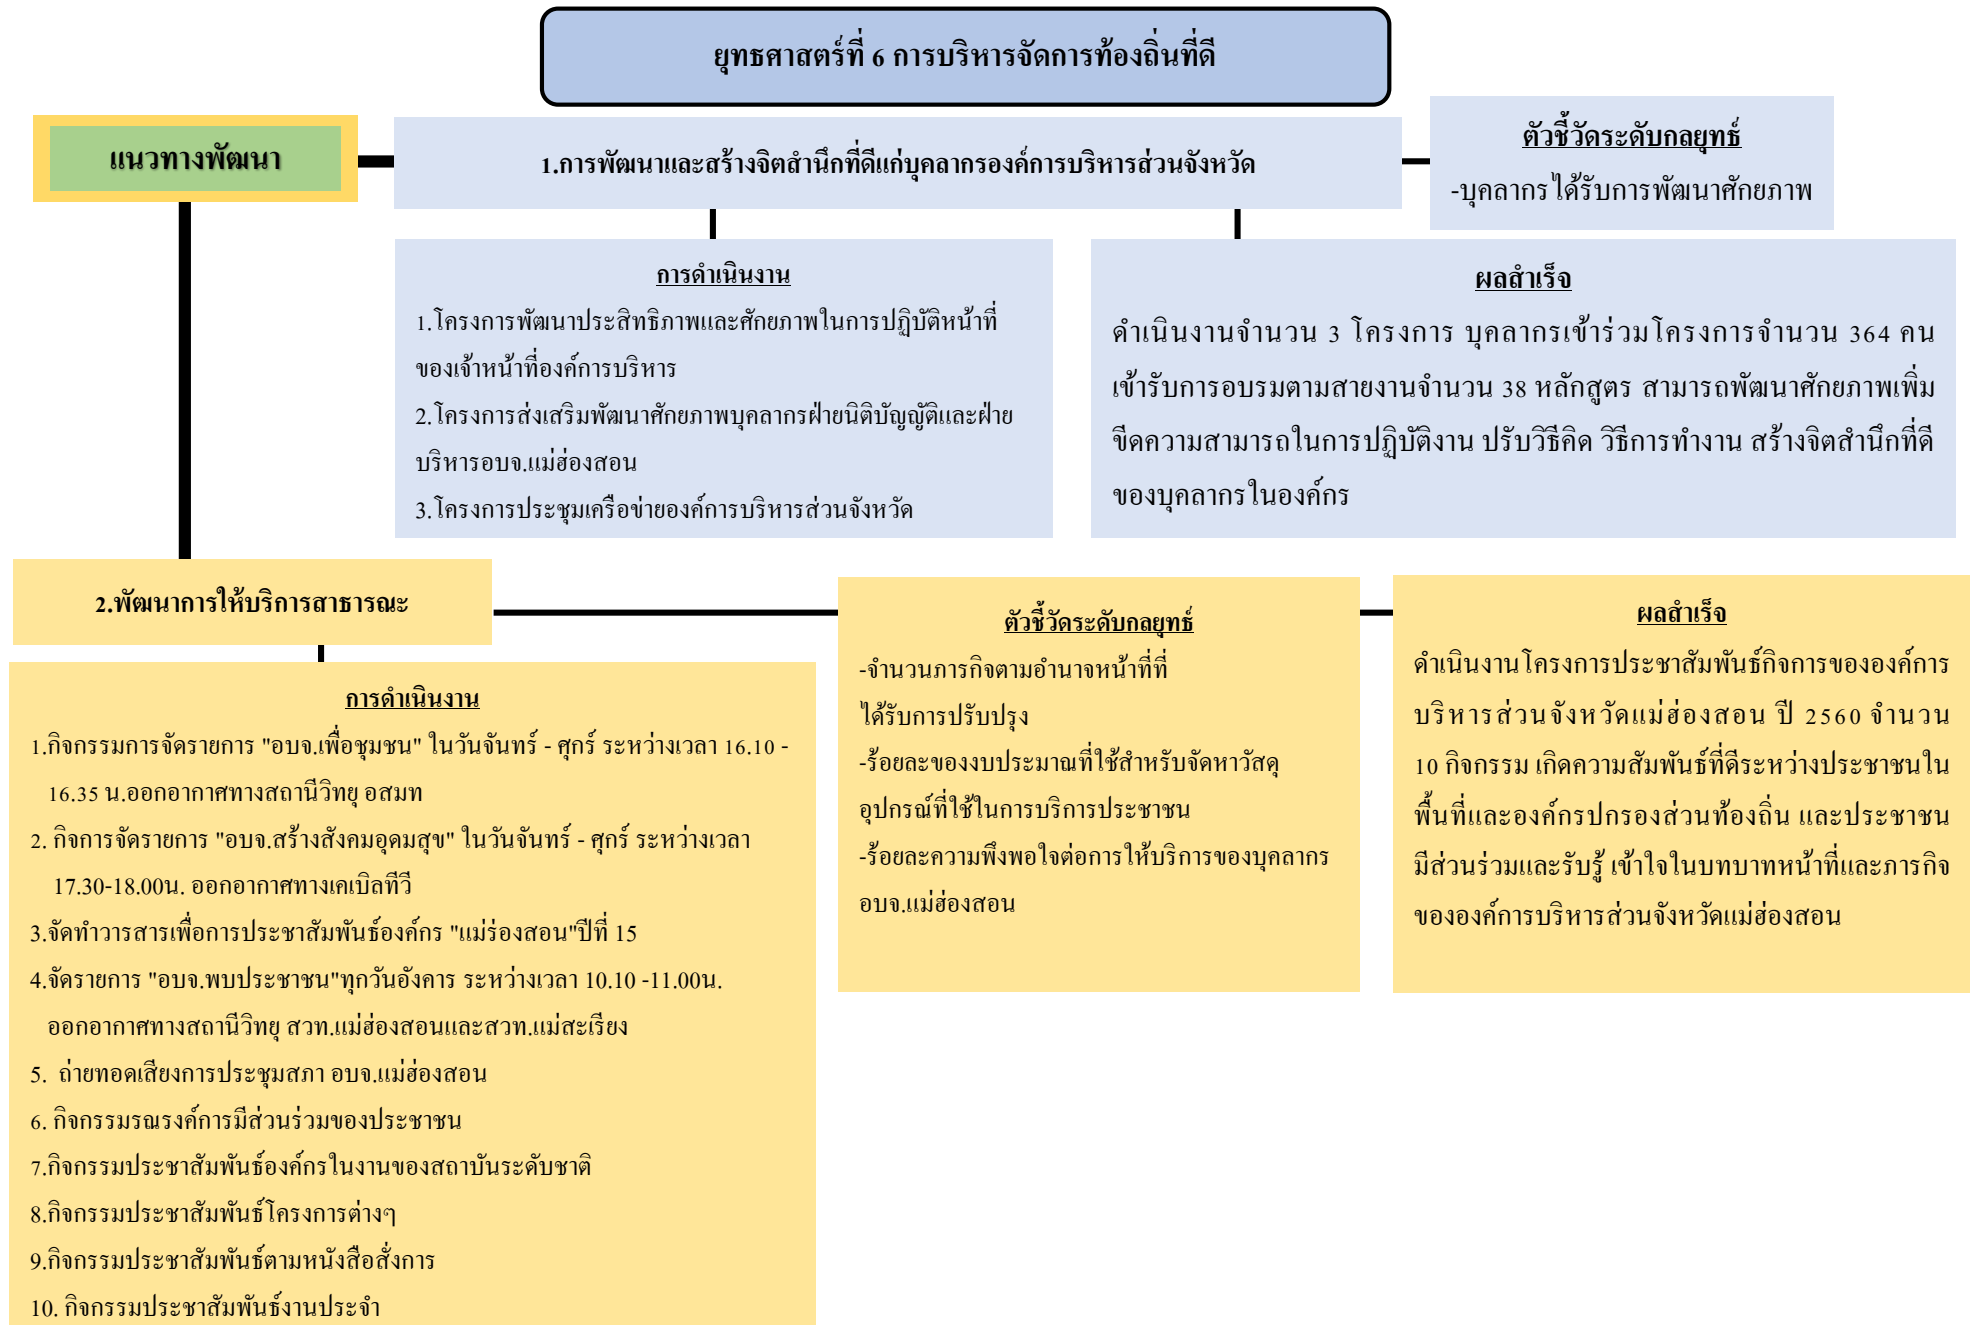 ยุทธศาสตร์ที่ 6 การบริหารจัดการท้องถิ่นที่ดี
แนวทางพัฒนา
1.การพัฒนาและสร้างจิตสำนึกที่ดีแก่บุคลากรองค์การบริหารส่วนจังหวัด
ตัวชี้วัดระดับกลยุทธ์
-บุคลากรได้รับการพัฒนาศักยภาพ
การดำเนินงาน
1.โครงการพัฒนาประสิทธิภาพและศักยภาพในการปฏิบัติหน้าที่
ของเจ้าหน้าที่องค์การบริหาร
2.โครงการส่งเสริมพัฒนาศักยภาพบุคลากรฝ่ายนิติบัญญัติและฝ่าย
บริหารอบจ.แม่ฮ่องสอน
3.โครงการประชุมเครือข่ายองค์การบริหารส่วนจังหวัด
ผลสำเร็จ
ดำเนินงานจำนวน 3 โครงการ บุคลากรเข้าร่วมโครงการจำนวน 364 คน
เข้ารับการอบรมตามสายงานจำนวน 38 หลักสูตร สามารถพัฒนาศักยภาพเพิ่ม
ขีดความสามารถในการปฏิบัติงาน ปรับวิธีคิด วิธีการทำงาน สร้างจิตสำนึกที่ดี
ของบุคลากรในองค์กร
2.พัฒนาการให้บริการสาธารณะ
การดำเนินงาน
1.กิจกรรมการจัดรายการ "อบจ.เพื่อชุมชน" ในวันจันทร์ - ศุกร์ ระหว่างเวลา 16.10 -
16.35 น.ออกอากาศทางสถานีวิทยุ อสมท
2. กิจการจัดรายการ "อบจ.สร้างสังคมอุดมสุข" ในวันจันทร์ - ศุกร์ ระหว่างเวลา
17.30-18.00น. ออกอากาศทางเคเบิลทีวี
3.จัดทำวารสารเพื่อการประชาสัมพันธ์องค์กร "แม่ร่องสอน"ปีที่ 15
4.จัดรายการ "อบจ.พบประชาชน"ทุกวันอังคาร ระหว่างเวลา 10.10 -11.00น.
ออกอากาศทางสถานีวิทยุ สวท.แม่ฮ่องสอนและสวท.แม่สะเรียง
5. ถ่ายทอดเสียงการประชุมสภา อบจ.แม่ฮ่องสอน
6. กิจกรรมรณรงค์การมีส่วนร่วมของประชาชน
7.กิจกรรมประชาสัมพันธ์องค์กรในงานของสถาบันระดับชาติ
8.กิจกรรมประชาสัมพันธ์โครงการต่างๆ
9.กิจกรรมประชาสัมพันธ์ตามหนังสือสั่งการ
10. กิจกรรมประชาสัมพันธ์งานประจำ
ตัวชี้วัดระดับกลยุทธ์
-จำนวนภารกิจตามอำนาจหน้าที่ที่
ได้รับการปรับปรุง
-ร้อยละของงบประมาณที่ใช้สำหรับจัดหาวัสดุ
อุปกรณ์ที่ใช้ในการบริการประชาชน
-ร้อยละความพึงพอใจต่อการให้บริการของบุคลากร
อบจ.แม่ฮ่องสอน
ผลสำเร็จ
ดำเนินงานโครงการประชาสัมพันธ์กิจการขององค์การ
บริหารส่วนจังหวัดแม่ฮ่องสอน ปี 2560 จำนวน
10 กิจกรรม เกิดความสัมพันธ์ที่ดีระหว่างประชาชนใน
พื้นที่และองค์กรปกรองส่วนท้องถิ่น และประชาชน
มีส่วนร่วมและรับรู้ เข้าใจในบทบาทหน้าที่และภารกิจ
ขององค์การบริหารส่วนจังหวัดแม่ฮ่องสอน